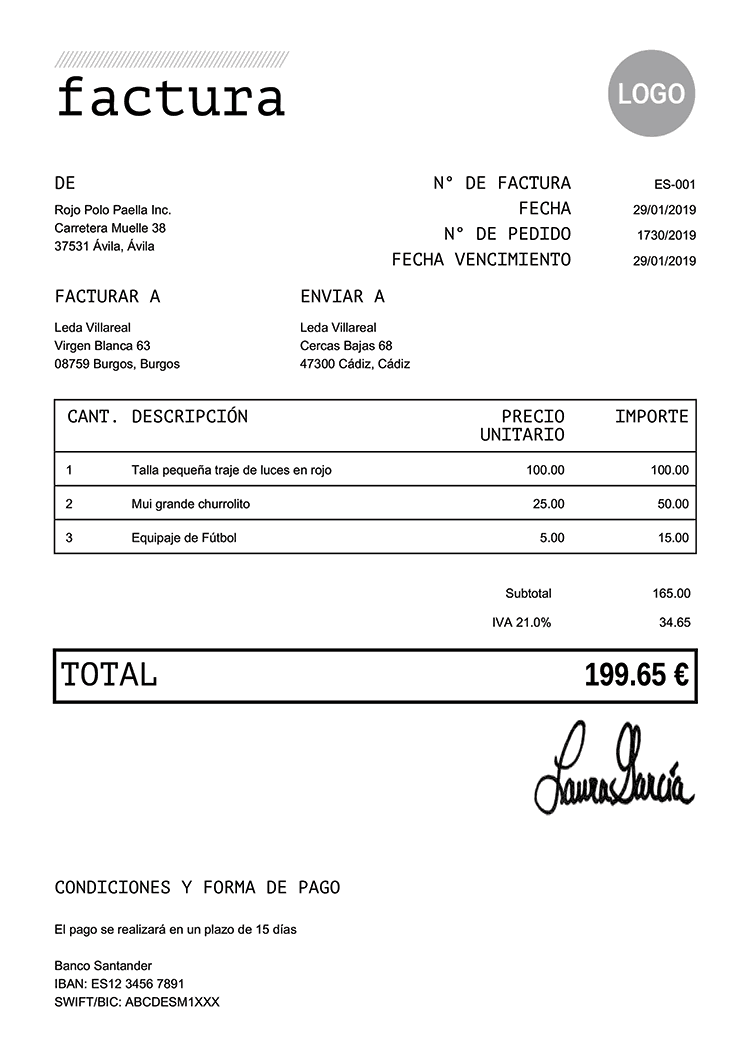 factura
LOGO
DE
Rojo Polo Paella Inc.
Carretera Muelle 38
37531 Ávila, Ávila
N° DE FACTURA ES-001
FECHA 29/01/2019
N° DE PEDIDO 1730/2019
FECHA VENCIMIENTO 29/01/2019
FACTURAR A
Leda Villareal
Virgen Blanca 63
08759 Burgos, Burgos
ENVIAR A
Leda Villareal
Cercas Bajas 68
47300 Cádiz, Cádiz
CANT. DESCRIPCIÓN PRECIO UNITARIO IMPORTE
1 Talla pequeña traje de luces en rojo 100.00 100.00
2 Mui grande churrolito 25.00 50.00
3 Equipaje de Fútbol 5.00 15.00
Subtotal 165.00
IVA 21.0% 34.65
TOTAL 199.65 €
Laura García
CONDICIONES Y FORMA DE PAGO
El pago se realizará en un plazo de 15 días
Banco Santander
IBAN: ES12 3456 7891
SWIFT/BIC: ABCDESM1XXX